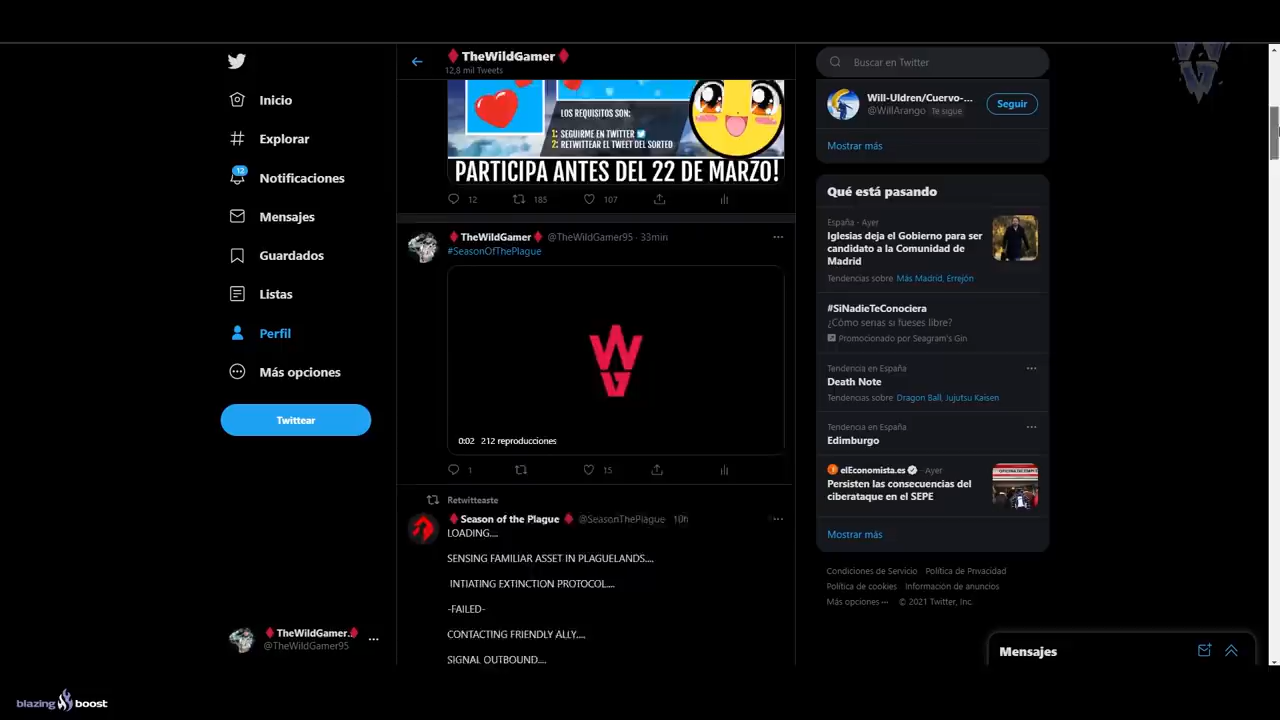 TheWildGamer
12,8 mil Tweets
Inicio
Explorar
12
Notificaciones
Mensajes
Guardados
Listas
Perfil
Más opciones
Twittear
TheWildGamer..
@TheWildGamer95
LOS REQUISITOS SON:
1: SEGUIRME EN TWITTER
2: RETWITTEAR EL TWEET DEL SORTEO
PARTICIPA ANTES DEL 22 DE MARZO!
12 185 107
TheWildGamer @TheWildGamer95 · 33min
#SeasonOfThePlague
0:02 212 reproducciones
1 15
Retwitteaste
Season of the Plague @SeasonThePlague 10h
LOADING....
SENSING FAMILIAR ASSET IN PLAGUELANDS....
INTIATING EXTINCTION PROTOCOL....
-FAILED-
CONTACTING FRIENDLY ALLY....
SIGNAL OUTBOUND....
Buscar en Twitter
Will-Uldren/Cuervo-...
@WillArango Te sigue
Seguir
Mostrar más
Qué está pasando
España · Ayer
Iglesias deja el Gobierno para ser
candidato a la Comunidad de
Madrid
Tendencias sobre Más Madrid, Errejón
#SiNadieTeConociera
¿Cómo serías si fueses libre?
Promocionado por Seagram's Gin
Tendencia en España
Death Note
Tendencias sobre Dragon Ball, Jujutsu Kaisen
Tendencia en España
Edimburgo
elEconomista.es · Ayer
Persisten las consecuencias del
ciberataque en el SEPE
Mostrar más
Condiciones de Servicio Política de Privacidad
Política de cookies Información de anuncios
Más opciones ··· © 2021 Twitter, Inc.
Mensajes
blazing boost